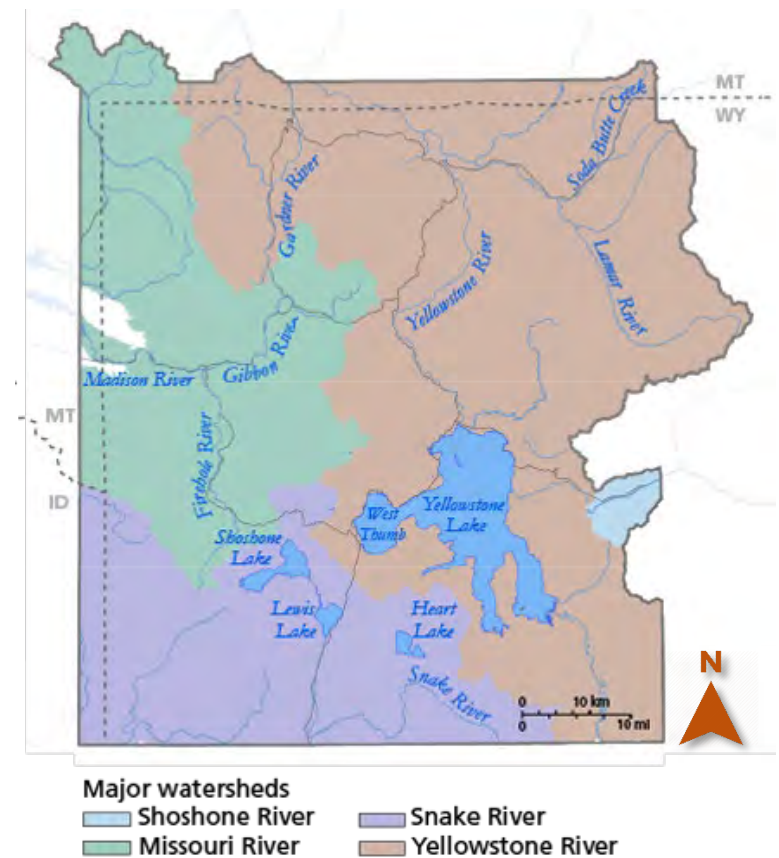 MT
WY
Soda Butte Creek
Gardner River
Lamar River
Yellowstone River
Gibbon River
Madison River
MT
ID
Firehole River
West
Thumb
Yellowstone
Lake
Shoshone
Lake
Lewis
Lake
Heart
Lake
Snake River
N
0 10 km
0 10 mi
Major watersheds
Shoshone River
Snake River
Missouri River
Yellowstone River